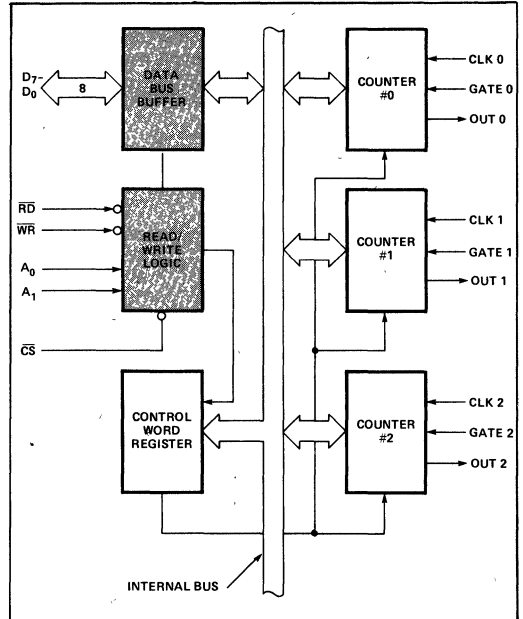 D7-
D0
8
DATA
BUS
BUFFER
COUNTER
#0
CLK 0
GATE 0
OUT 0
RD
WR
A0
A1
CS
READ/
WRITE
LOGIC
COUNTER
#1
CLK 1
GATE 1
OUT 1
CONTROL
WORD
REGISTER
COUNTER
#2
CLK 2
GATE 2
OUT 2
INTERNAL BUS